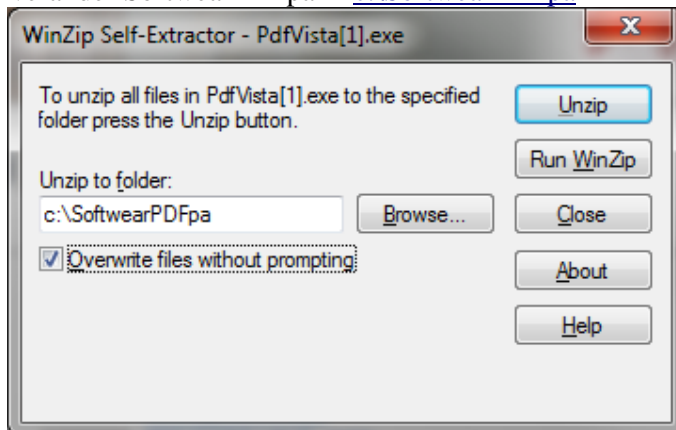 WinZip Self-Extractor - PdfVista[1].exe
To unzip all files in PdfVista[1].exe to the specified
folder press the Unzip button.
Unzip
Run WinZip
Unzip to folder:
c:\SoftwearPDFpa
Browse...
Close
Overwrite files without prompting
About
Help